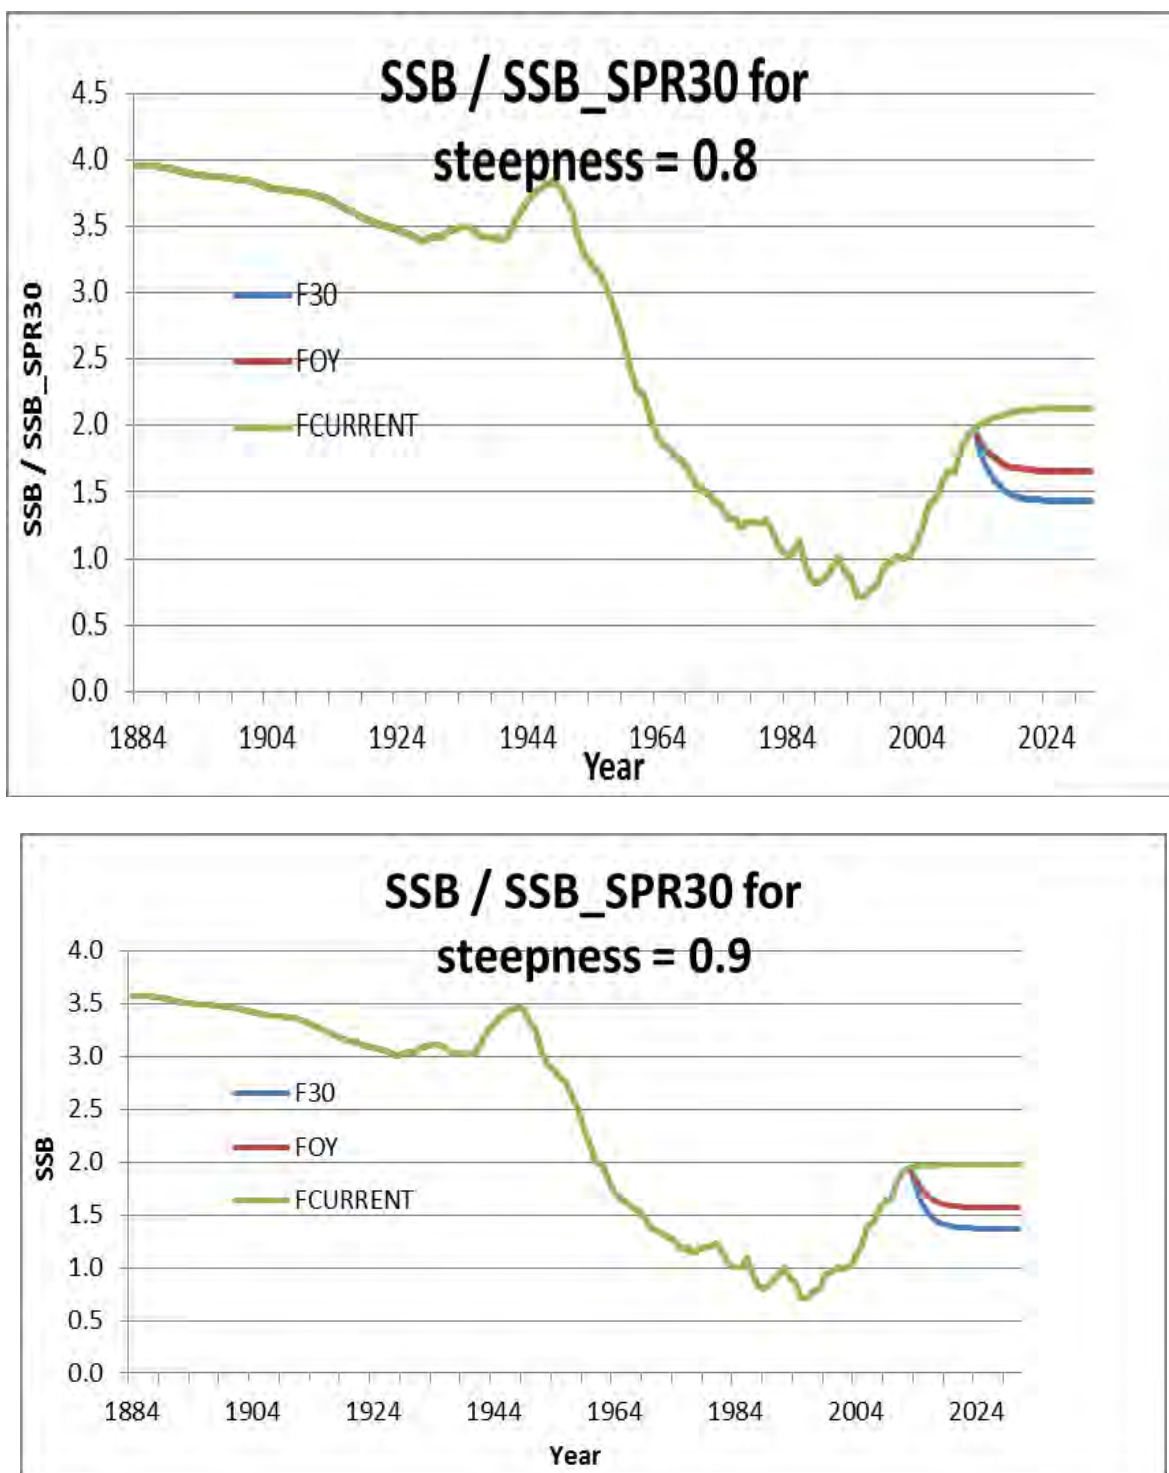 SSB / SSB_SPR30 for
steepness = 0.8
4.5
4.0
3.5
3.0
2.5
2.0
1.5
1.0
0.5
0.0
SSB / SSB_SPR30
F30
FOY
FCURRENT
1884 1904 1924 1944 1964 1984 2004 2024
Year
SSB / SSB_SPR30 for
steepness = 0.9
4.0
3.5
3.0
2.5
2.0
1.5
1.0
0.5
0.0
SSB
F30
FOY
FCURRENT
1884 1904 1924 1944 1964 1984 2004 2024
Year